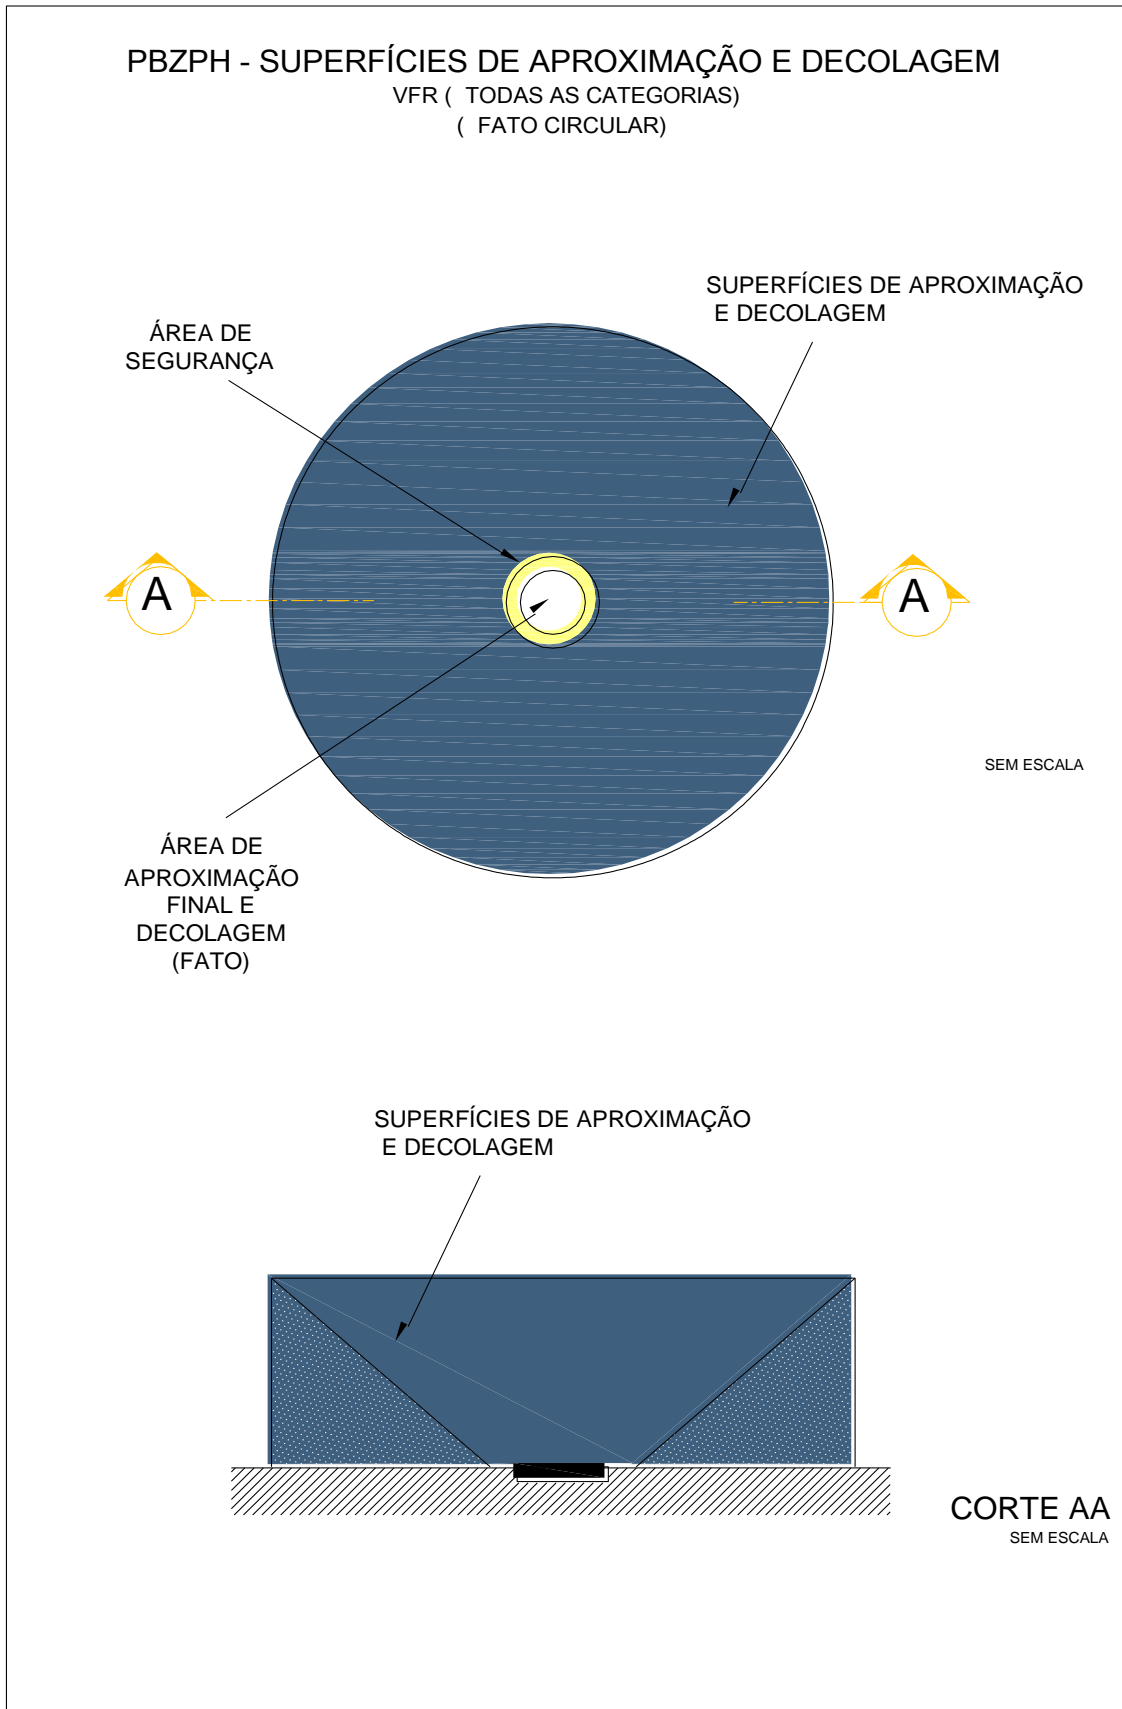 PBZPH - SUPERFÍCIES DE APROXIMAÇÃO E DECOLAGEM
VFR ( TODAS AS CATEGORIAS)
( FATO CIRCULAR)
SUPERFÍCIES DE APROXIMAÇÃO
E DECOLAGEM
ÁREA DE
SEGURANÇA
A
A
SEM ESCALA
ÁREA DE
APROXIMAÇÃO
FINAL E
DECOLAGEM
(FATO)
SUPERFÍCIES DE APROXIMAÇÃO
E DECOLAGEM
CORTE AA
SEM ESCALA